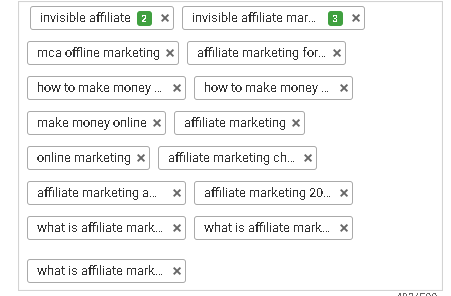 invisible affiliate 2 × invisible affiliate mar... 3 ×
mca offline marketing × affiliate marketing for... ×
how to make money ... × how to make money ... ×
make money online × affiliate marketing ×
online marketing × affiliate marketing ch... ×
affiliate marketing a... × affiliate marketing 20... ×
what is affiliate mark... × what is affiliate mark... ×
what is affiliate mark... ×